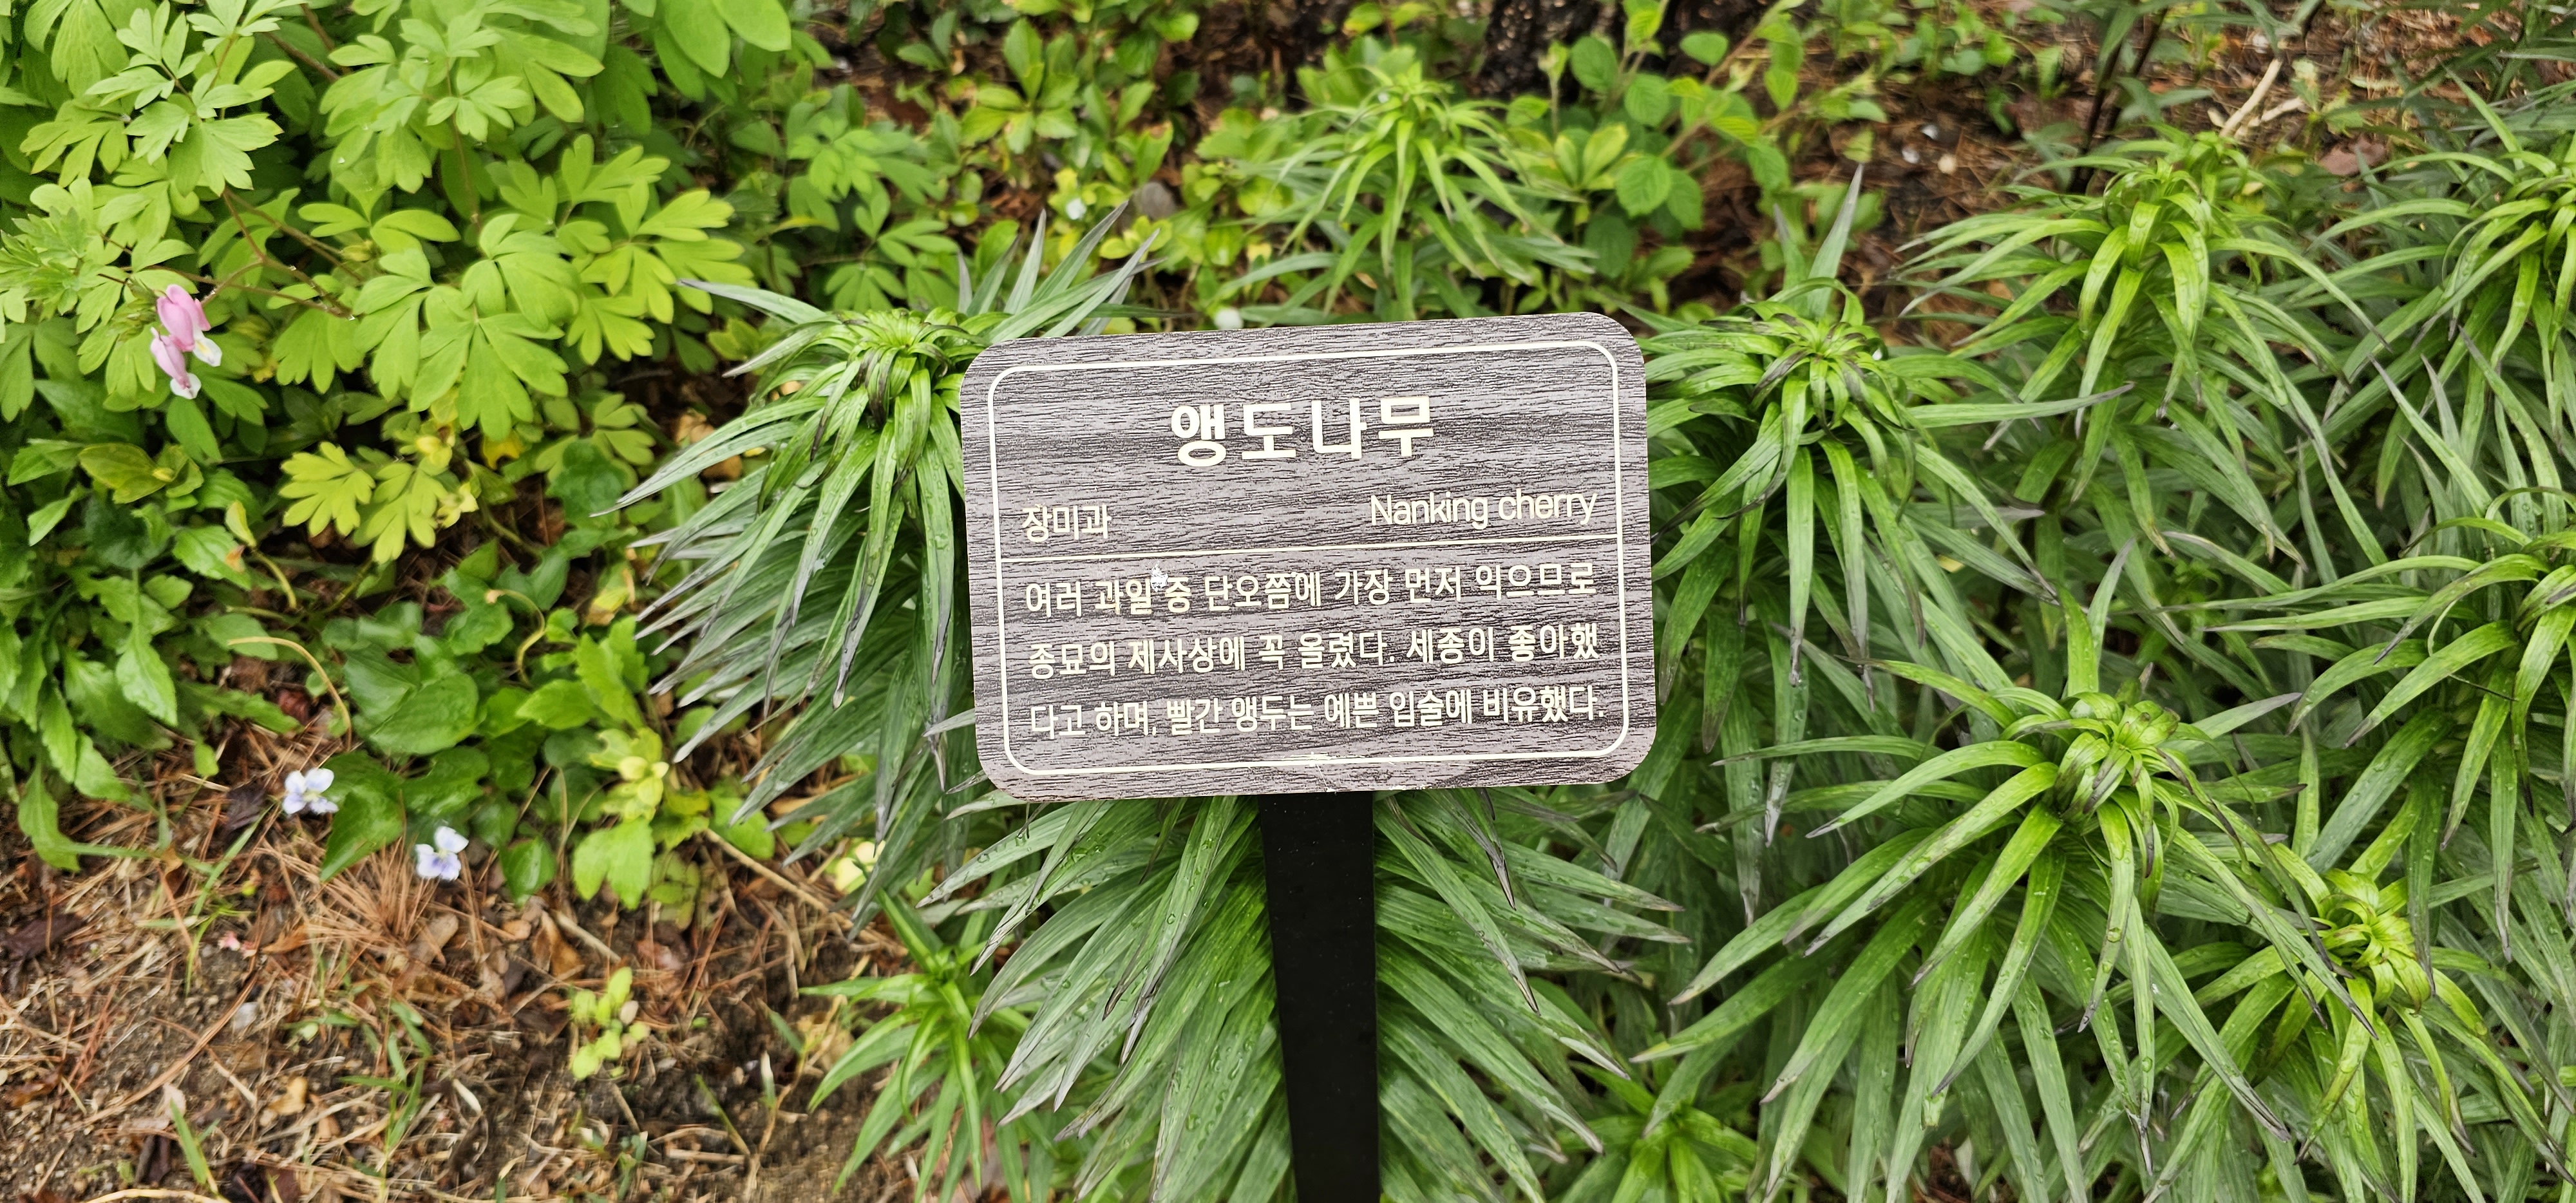 앵도나무
장미과 Nanking cherry
여러 과일 중 단오쯤에 가장 먼저 익으므로
종묘의 제사상에 꼭 올렸다. 세종이 좋아했
다고 하며, 빨간 앵두는 예쁜 입술에 비유했다.